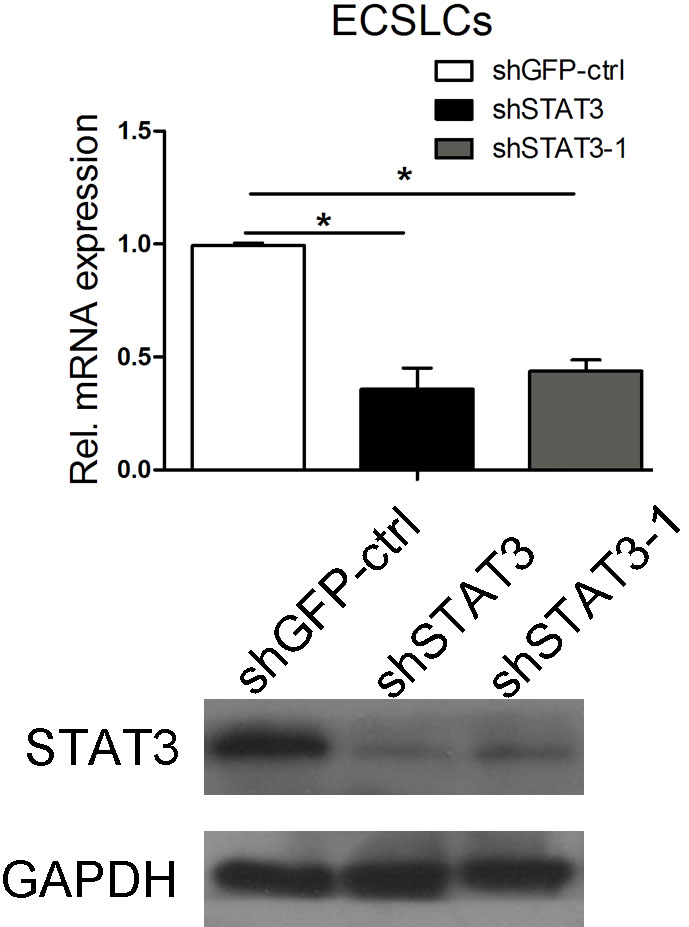 ECSLCs
shGFP-ctrl
shSTAT3
shSTAT3-1
Rel. mRNA expression
1.5
1.0
0.5
0.0
*
*
shGFP-ctrl
shSTAT3
shSTAT3-1
STAT3
GAPDH